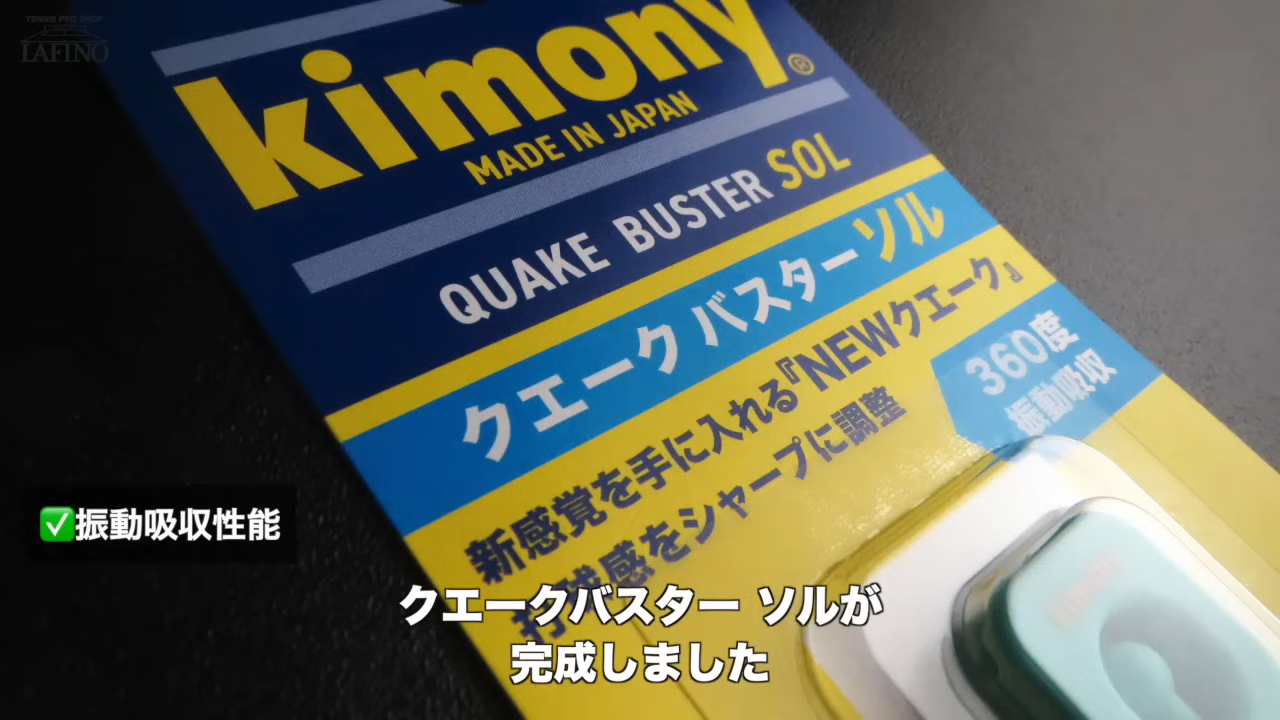 TENNIS PRO SHOP
LAFINO
kimony®
MADE IN JAPAN
QUAKE BUSTER SOL
クエークバスターソル
新感覚を手に入れる『NEWクエーク』
打球感をシャープに調整
360度
振動吸収
kimony
✅振動吸収性能
クエークバスター ソルが
完成しました